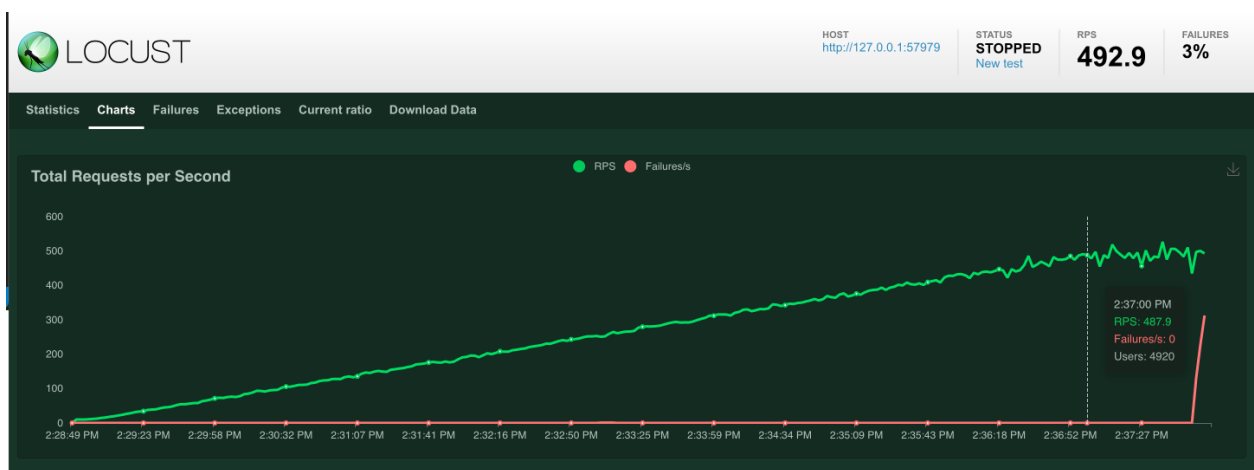 LOCUST
HOST
http://127.0.0.1:57979
STATUS
STOPPED
New test
RPS
492.9
FAILURES
3%
Statistics Charts Failures Exceptions Current ratio Download Data
Total Requests per Second
RPS Failures/s
600
500
400
300
200
100
0
2:37:00 PM
RPS: 487.9
Failures/s: 0
Users: 4920
2:28:49 PM 2:29:23 PM 2:29:58 PM 2:30:32 PM 2:31:07 PM 2:31:41 PM 2:32:16 PM 2:32:50 PM 2:33:25 PM 2:33:59 PM 2:34:34 PM 2:35:09 PM 2:35:43 PM 2:36:18 PM 2:36:52 PM 2:37:27 PM